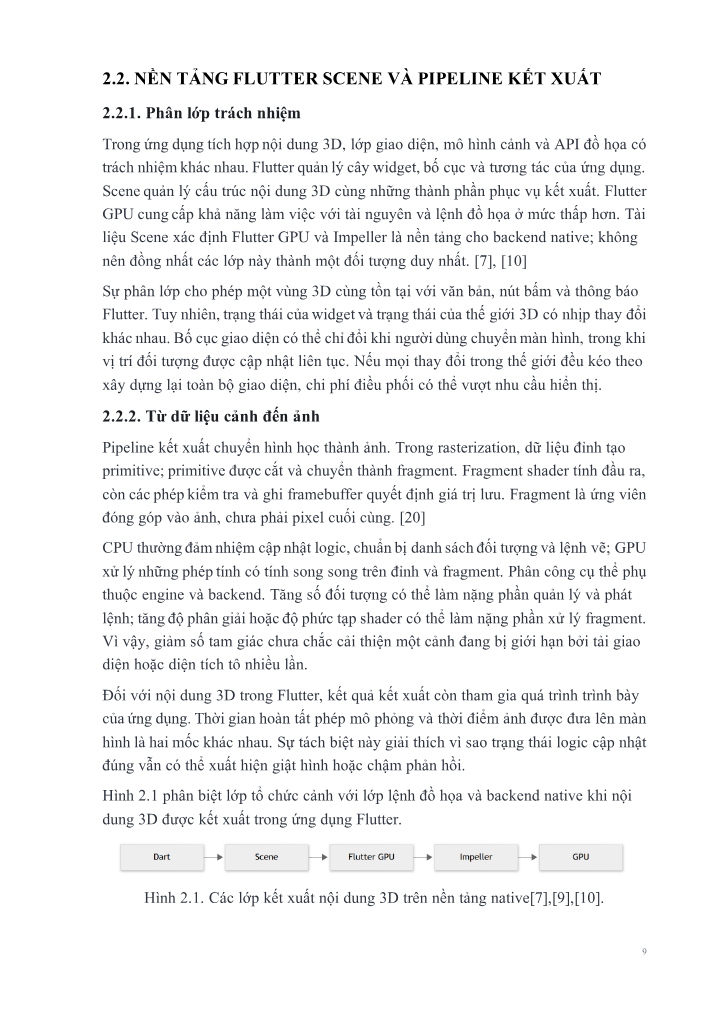 2.2. NỀN TẢNG FLUTTER SCENE VÀ PIPELINE KẾT XUẤT
2.2.1. Phân lớp trách nhiệm
Trong ứng dụng tích hợp nội dung 3D, lớp giao diện, mô hình cảnh và API đồ họa có
trách nhiệm khác nhau. Flutter quản lý cây widget, bố cục và tương tác của ứng dụng.
Scene quản lý cấu trúc nội dung 3D cùng những thành phần phục vụ kết xuất. Flutter
GPU cung cấp khả năng làm việc với tài nguyên và lệnh đồ họa ở mức thấp hơn. Tài
liệu Scene xác định Flutter GPU và Impeller là nền tảng cho backend native; không
nên đồng nhất các lớp này thành một đối tượng duy nhất. [7], [10]
Sự phân lớp cho phép một vùng 3D cùng tồn tại với văn bản, nút bấm và thông báo
Flutter. Tuy nhiên, trạng thái của widget và trạng thái của thế giới 3D có nhịp thay đổi
khác nhau. Bố cục giao diện có thể chỉ đổi khi người dùng chuyển màn hình, trong khi
vị trí đối tượng được cập nhật liên tục. Nếu mọi thay đổi trong thế giới đều kéo theo
xây dựng lại toàn bộ giao diện, chi phí điều phối có thể vượt nhu cầu hiển thị.
2.2.2. Từ dữ liệu cảnh đến ảnh
Pipeline kết xuất chuyển hình học thành ảnh. Trong rasterization, dữ liệu đỉnh tạo
primitive; primitive được cắt và chuyển thành fragment. Fragment shader tính đầu ra,
còn các phép kiểm tra và ghi framebuffer quyết định giá trị lưu. Fragment là ứng viên
đóng góp vào ảnh, chưa phải pixel cuối cùng. [20]
CPU thường đảm nhiệm cập nhật logic, chuẩn bị danh sách đối tượng và lệnh vẽ; GPU
xử lý những phép tính có tính song song trên đỉnh và fragment. Phân công cụ thể phụ
thuộc engine và backend. Tăng số đối tượng có thể làm nặng phần quản lý và phát
lệnh; tăng độ phân giải hoặc độ phức tạp shader có thể làm nặng phần xử lý fragment.
Vì vậy, giảm số tam giác chưa chắc cải thiện một cảnh đang bị giới hạn bởi tải giao
diện hoặc diện tích tô nhiều lần.
Đối với nội dung 3D trong Flutter, kết quả kết xuất còn tham gia quá trình trình bày
của ứng dụng. Thời gian hoàn tất phép mô phỏng và thời điểm ảnh được đưa lên màn
hình là hai mốc khác nhau. Sự tách biệt này giải thích vì sao trạng thái logic cập nhật
đúng vẫn có thể xuất hiện giật hình hoặc chậm phản hồi.
Hình 2.1 phân biệt lớp tổ chức cảnh với lớp lệnh đồ họa và backend native khi nội
dung 3D được kết xuất trong ứng dụng Flutter.
Dart Scene Flutter GPU Impeller GPU
Hình 2.1. Các lớp kết xuất nội dung 3D trên nền tảng native[7],[9],[10].
9